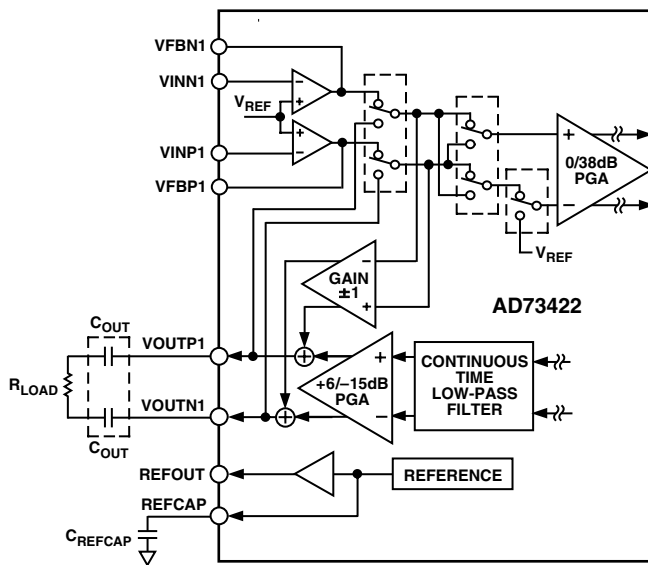 VFBN1
VINN1
VREF
VINP1
VFBP1
+
−
−
+
+
−
0/38dB
PGA
VREF
−
+
GAIN
±1
AD73422
COUT
VOUTP1
RLOAD
VOUTN1
COUT
+
+
+
−
+6/−15dB
PGA
CONTINUOUS
TIME
LOW-PASS
FILTER
REFOUT
REFERENCE
REFCAP
CREFCAP